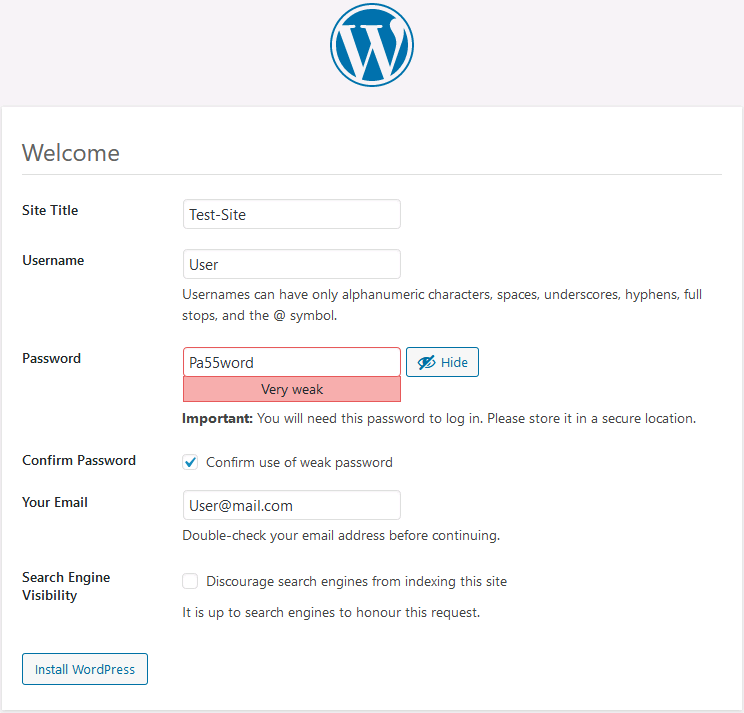 W
Welcome
Site Title
Test-Site
Username
User
Usernames can have only alphanumeric characters, spaces, underscores, hyphens, full
stops, and the @ symbol.
Password
Pa55word
Hide
Very weak
Important: You will need this password to log in. Please store it in a secure location.
Confirm Password
Confirm use of weak password
Your Email
User@mail.com
Double-check your email address before continuing.
Search Engine
Visibility
Discourage search engines from indexing this site
It is up to search engines to honour this request.
Install WordPress